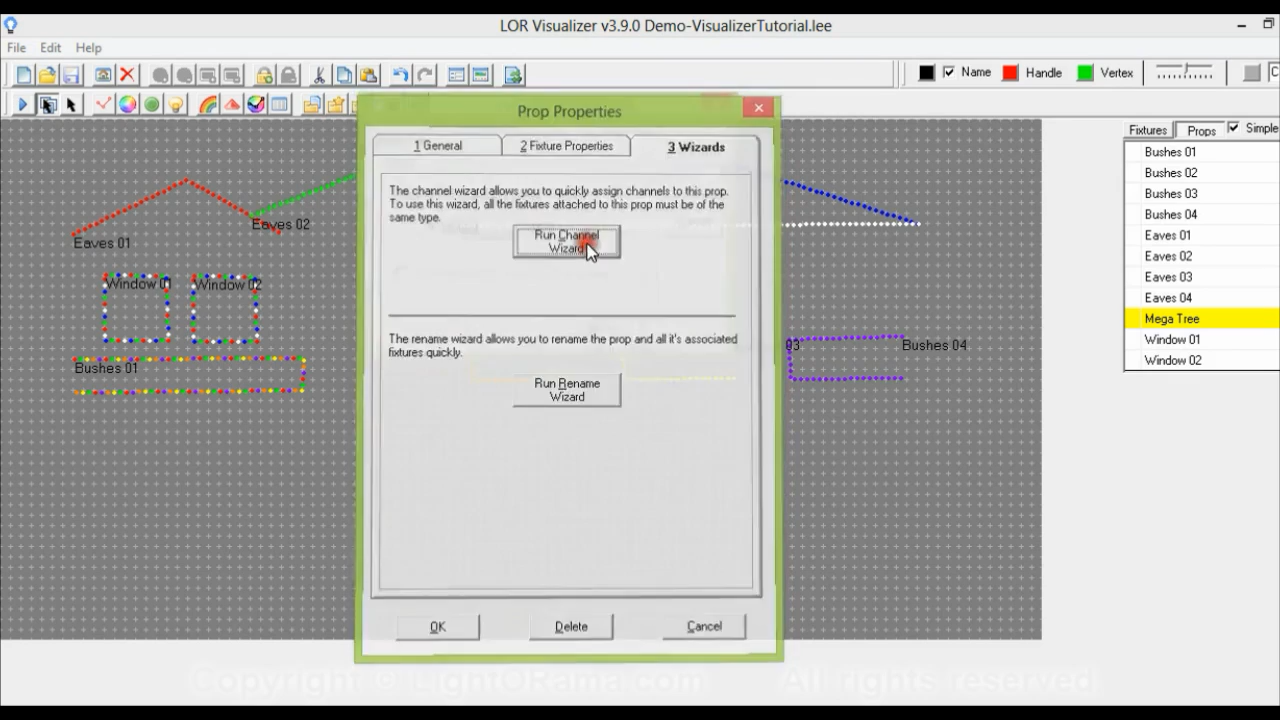 LOR Visualizer v3.9.0 Demo-VisualizerTutorial.lee
File Edit Help
Name Handle Vertex C
Prop Properties
1 General 2 Fixture Properties 3 Wizards
The channel wizard allows you to quickly assign channels to this prop.
To use this wizard, all the fixtures attached to this prop must be of the
same type.
Run Channel
Wizard
The rename wizard allows you to rename the prop and all it's associated
fixtures quickly.
Run Rename
Wizard
OK Delete Cancel
Eaves 01
Eaves 02
Window 01 Window 02
Bushes 01
03
Bushes 04
Fixtures Props Simple
Bushes 01
Bushes 02
Bushes 03
Bushes 04
Eaves 01
Eaves 02
Eaves 03
Eaves 04
Mega Tree
Window 01
Window 02
Copyright © LightORama.com All rights reserved